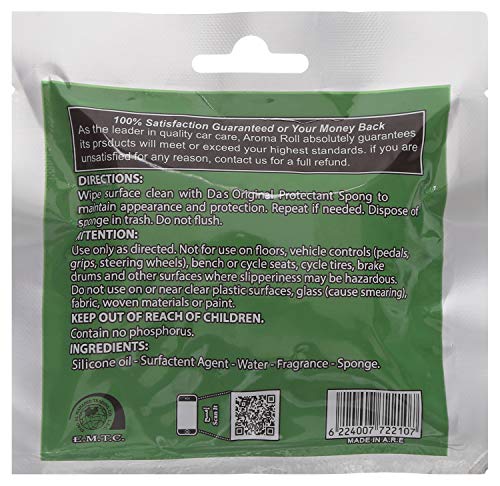 100% Satisfaction Guaranteed or Your Money Back
As the leader in quality car care, Aroma Roll absolutely guarantees
its prsducts will meet or exceed your highest standards. if you are
unsatisfied for any reason, contact us for a full refund.
DIRECTIONS:
Wipe surface clean with Das Original Protectant Spong to
maintain appearance and protection. Repeat if needed. Dispose of
sponge in trash. Do not flush.
ATTENTION:
Use only as directed. Not for use on floors, vehicle controls (pedals,
grips, steering wheels), bench or cycle seats, cycle tires, brake
drums and other surfaces where slipperiness may be hazardous.
Do not use on or near clear plastic surfaces, glass (cause smearing),
fabric, woven materials or paint.
KEEP OUT OF REACH OF CHILDREN.
Contain no phosphorus.
INGREDIENTS:
Silicone oil - Surfactent Agent - Water - Fragrance - Sponge.
E.M.T.C.
Scan It
6 224007 722107
MADE IN A.R.E